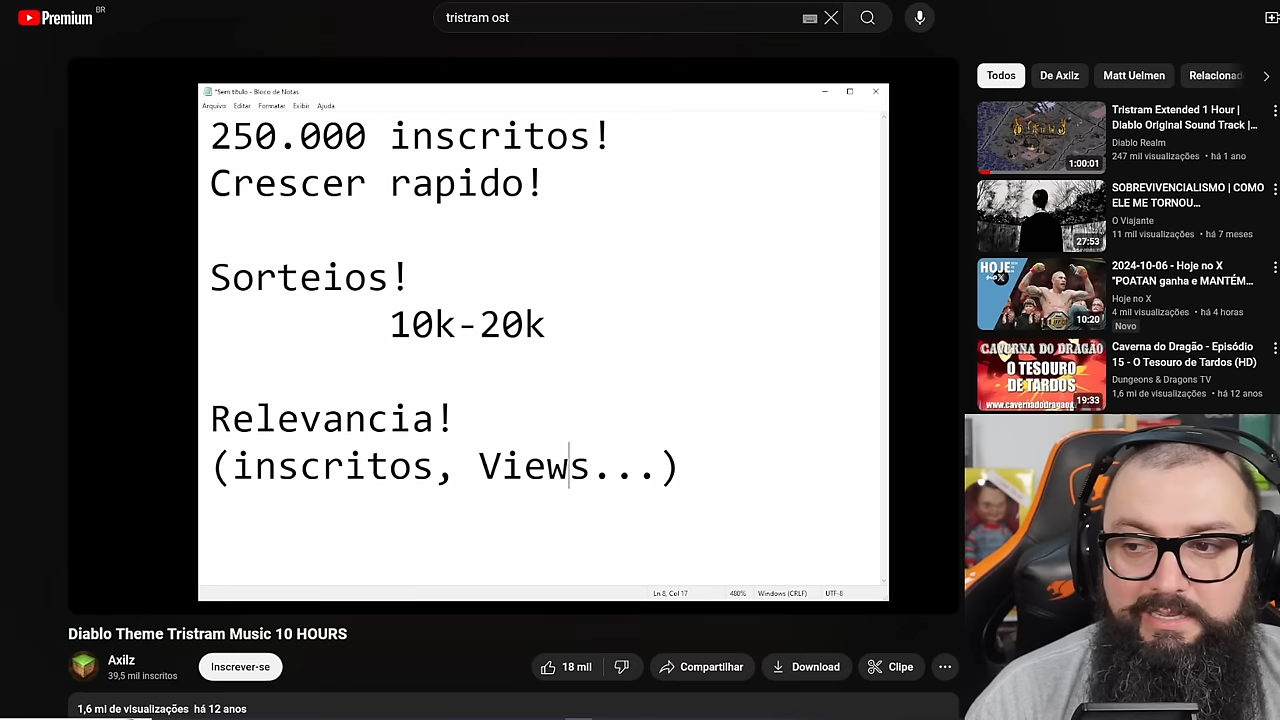 Premium BR
tristram ost
*Sem título - Bloco de Notas
Arquivo Editar Formatar Exibir Ajuda
250.000 inscritos!
Crescer rapido!
Sorteios!
10k-20k
Relevancia!
(inscritos, Views...)
Ln 8, Col 17 480% Windows (CRLF) UTF-8
Diablo Theme Tristram Music 10 HOURS
Axilz
39,5 mil inscritos
Inscrever-se
18 mil
Compartilhar
Download
Clipe
1,6 mi de visualizações há 12 anos
Todos De Axilz Matt Uelmen Relacionad
Tristram Extended 1 Hour |
Diablo Original Sound Track |...
Diablo Realm
247 mil visualizações • há 1 ano
1:00:01
SOBREVIVENCIALISMO | COMO
ELE ME TORNOU...
O Viajante
11 mil visualizações • há 7 meses
27:53
2024-10-06 - Hoje no X
"POATAN ganha e MANTÉM...
Hoje no X
4 mil visualizações • há 4 horas
Novo
HOJE
no X
10:20
Caverna do Dragão - Episódio
15 - O Tesouro de Tardos (HD)
Dungeons & Dragons TV
1,6 mi de visualizações • há 12 anos
CAVERNA DO DRAGÃO
O TESOURO
DE TARDOS
19:33